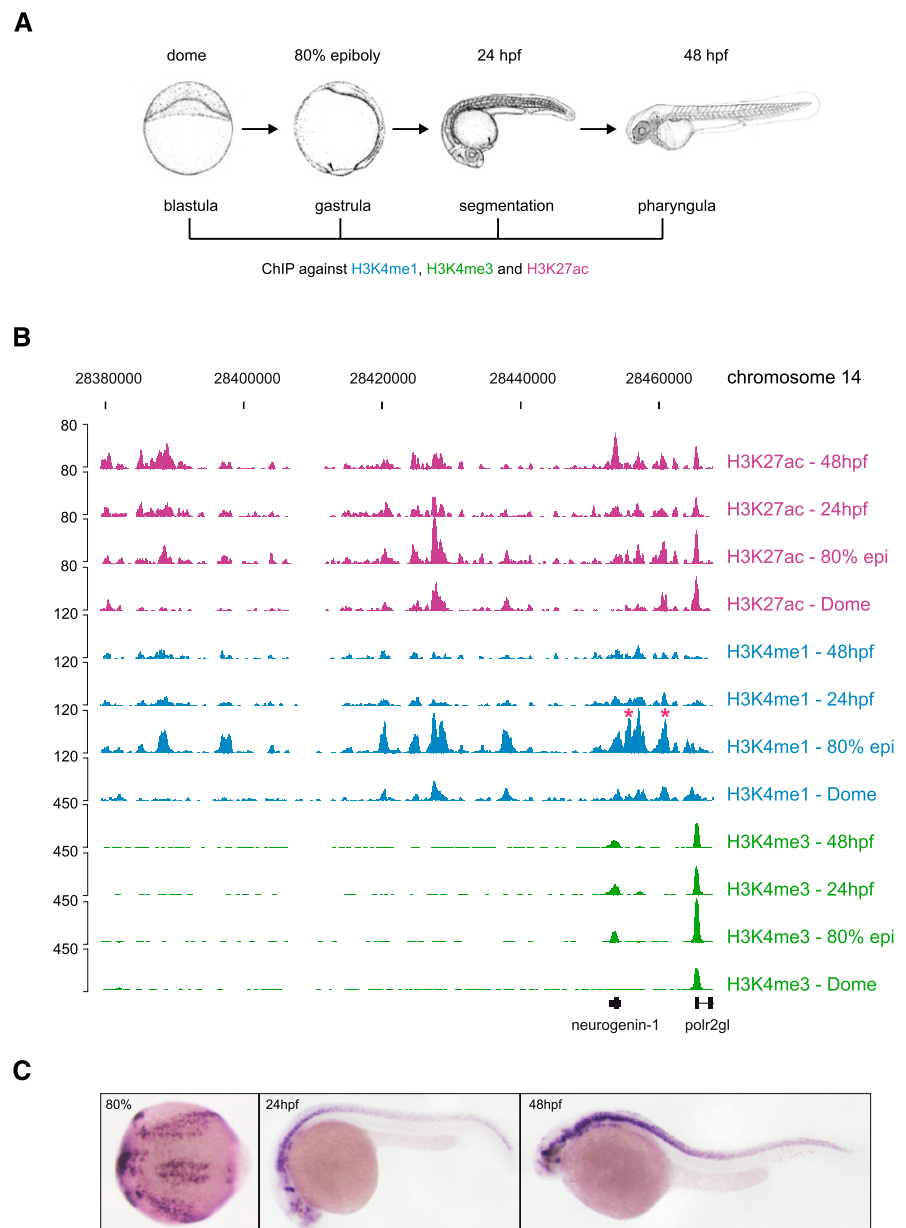 A
dome 80% epiboly 24 hpf 48 hpf
blastula gastrula segmentation pharyngula
ChIP against H3K4me1, H3K4me3 and H3K27ac
B
28380000 28400000 28420000 28440000 28460000 chromosome 14
80
H3K27ac - 48hpf
80
H3K27ac - 24hpf
80
H3K27ac - 80% epi
80
H3K27ac - Dome
120
H3K4me1 - 48hpf
120
H3K4me1 - 24hpf
120
* *
H3K4me1 - 80% epi
120
H3K4me1 - Dome
450
H3K4me3 - 48hpf
450
H3K4me3 - 24hpf
450
H3K4me3 - 80% epi
450
H3K4me3 - Dome
neurogenin-1 polr2gl
C
80% 24hpf 48hpf